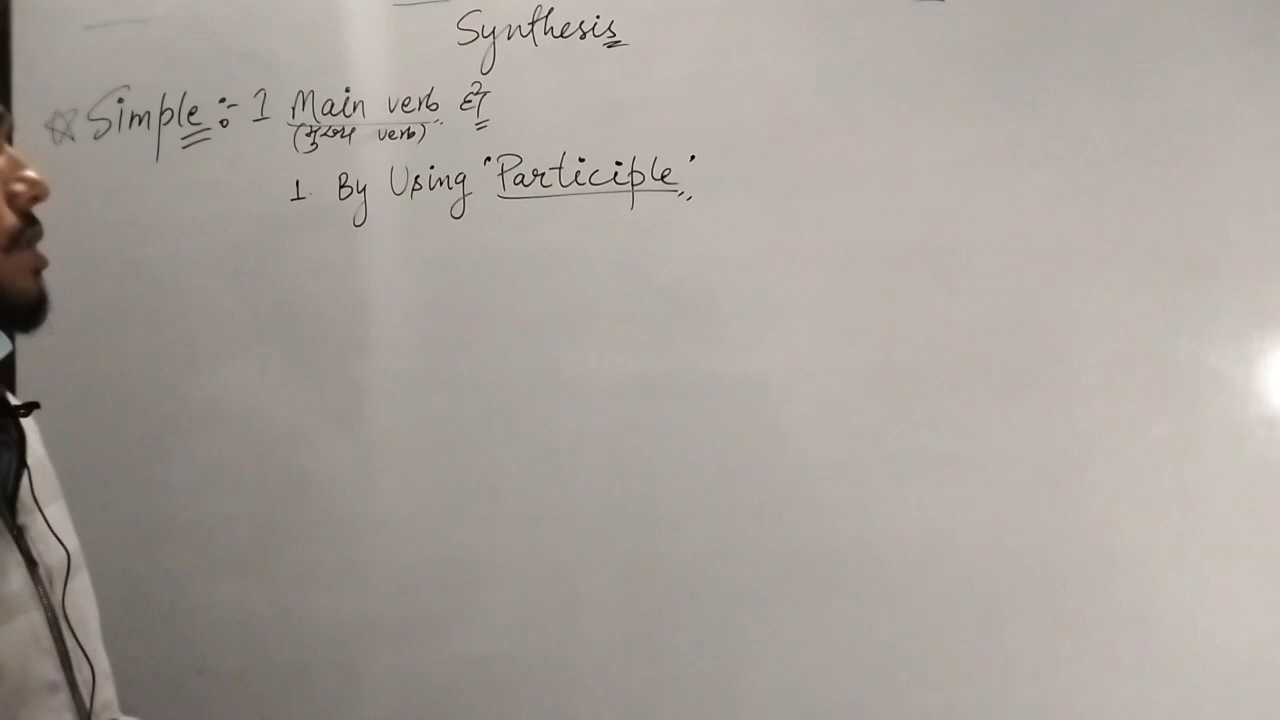 Synthesis
☆ Simple :- 1 Main verb हो
(मुख्य verb)
1. By Using "Participle"